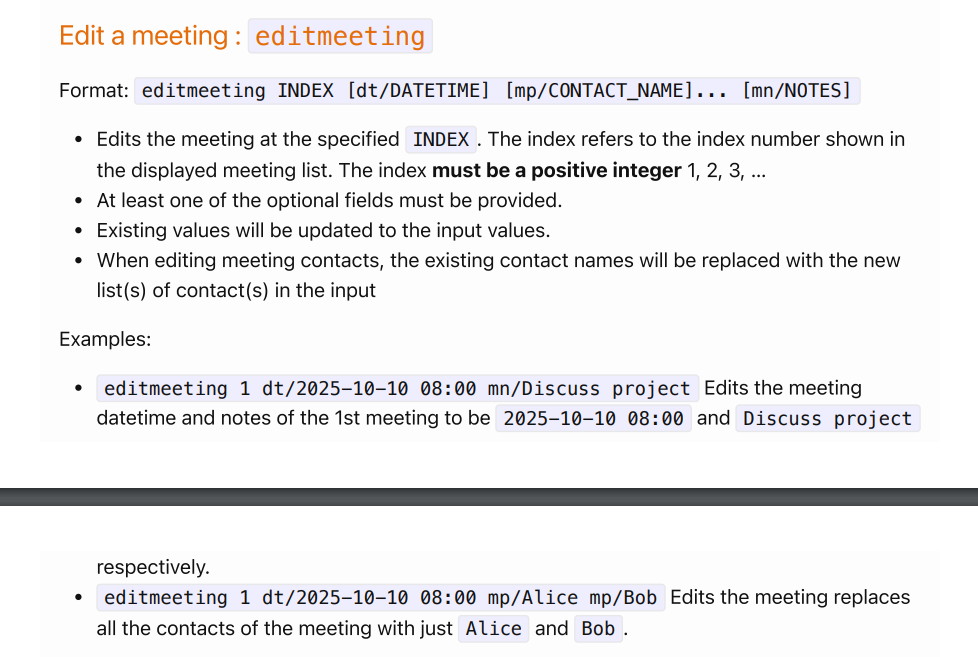 Edit a meeting : editmeeting
Format: editmeeting INDEX [dt/DATETIME] [mp/CONTACT_NAME]... [mn/NOTES]
• Edits the meeting at the specified INDEX . The index refers to the index number shown in
the displayed meeting list. The index must be a positive integer 1, 2, 3, …
• At least one of the optional fields must be provided.
• Existing values will be updated to the input values.
• When editing meeting contacts, the existing contact names will be replaced with the new
list(s) of contact(s) in the input
Examples:
• editmeeting 1 dt/2025-10-10 08:00 mn/Discuss project Edits the meeting
datetime and notes of the 1st meeting to be 2025-10-10 08:00 and Discuss project
respectively.
• editmeeting 1 dt/2025-10-10 08:00 mp/Alice mp/Bob Edits the meeting replaces
all the contacts of the meeting with just Alice and Bob .